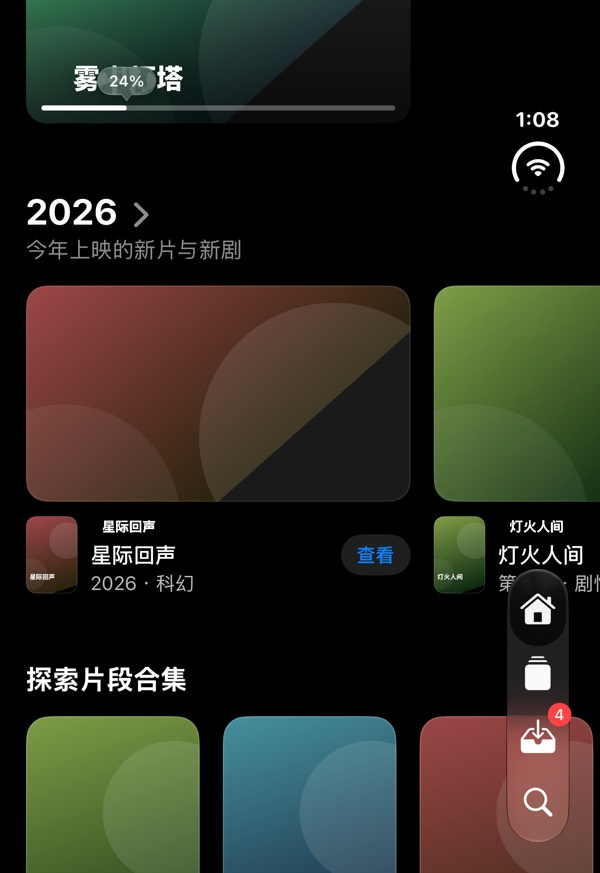 雾 塔
24%
1:08
2026
今年上映的新片与新剧
星际回声
星际回声
星际回声
2026 · 科幻
查看
灯火人间
灯火人间
灯火人间
第 · 剧
探索片段合集
4